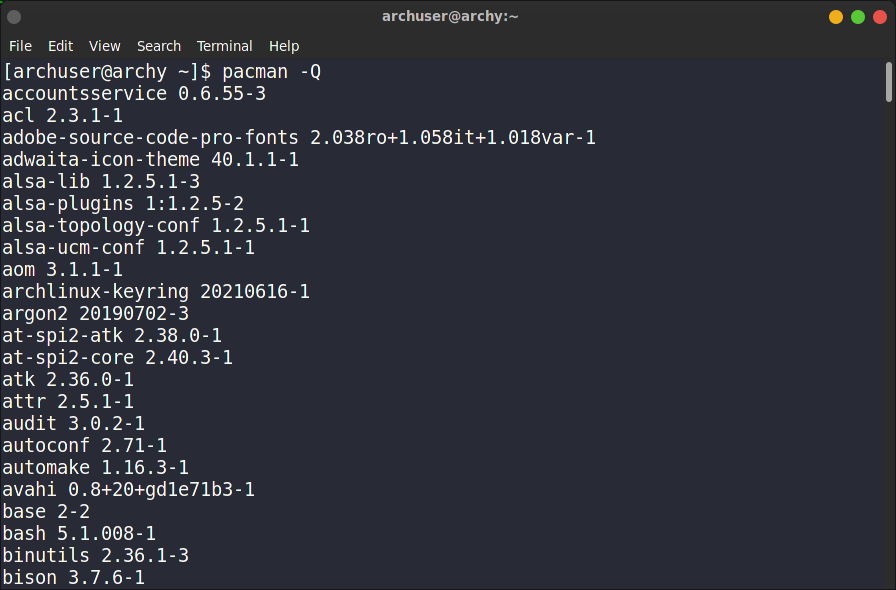 archuser@archy:~
File Edit View Search Terminal Help
[archuser@archy ~]$ pacman -Q
accountsservice 0.6.55-3
acl 2.3.1-1
adobe-source-code-pro-fonts 2.038ro+1.058it+1.018var-1
adwaita-icon-theme 40.1.1-1
alsa-lib 1.2.5.1-3
alsa-plugins 1:1.2.5-2
alsa-topology-conf 1.2.5.1-1
alsa-ucm-conf 1.2.5.1-1
aom 3.1.1-1
archlinux-keyring 20210616-1
argon2 20190702-3
at-spi2-atk 2.38.0-1
at-spi2-core 2.40.3-1
atk 2.36.0-1
attr 2.5.1-1
audit 3.0.2-1
autoconf 2.71-1
automake 1.16.3-1
avahi 0.8+20+gd1e71b3-1
base 2-2
bash 5.1.008-1
binutils 2.36.1-3
bison 3.7.6-1